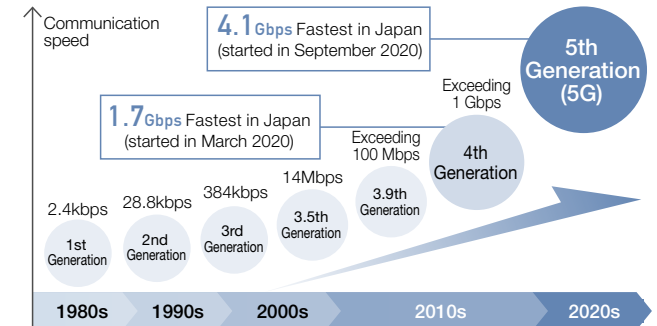 Communication
speed
4.1Gbps Fastest in Japan
(started in September 2020)
5th
Generation
(5G)
1.7Gbps Fastest in Japan
(started in March 2020)
Exceeding
1 Gbps
4th
Generation
Exceeding
100 Mbps
3.9th
Generation
14Mbps
3.5th
Generation
384kbps
3rd
Generation
28.8kbps
2nd
Generation
2.4kbps
1st
Generation
1980s 1990s 2000s 2010s 2020s